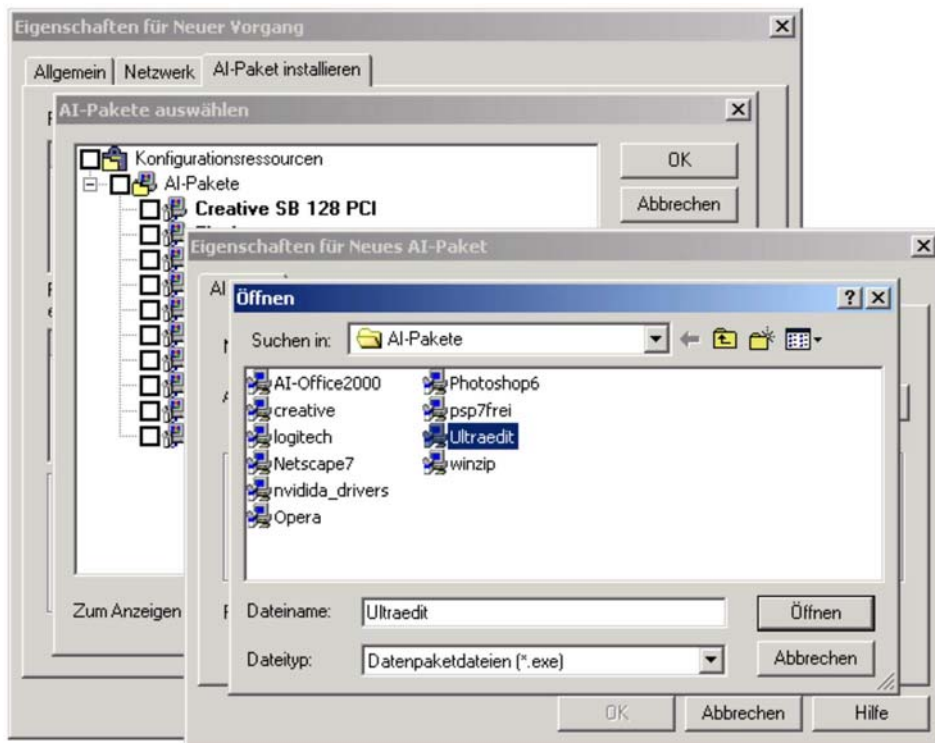 Eigenschaften für Neuer Vorgang
Allgemein
Netzwerk
AI-Paket installieren
AI-Pakete auswählen
Konfigurationsressourcen
AI-Pakete
Creative SB 128 PCI
OK
Abbrechen
Zum Anzeigen
Eigenschaften für Neues AI-Paket
AI
Öffnen
Suchen in:
AI-Pakete
AI-Office2000
creative
logitech
Netscape7
nvidida_drivers
Opera
Photoshop6
psp7frei
Ultraedit
winzip
Dateiname:
Ultraedit
Öffnen
Dateityp:
Datenpaketdateien (*.exe)
Abbrechen
OK
Abbrechen
Hilfe